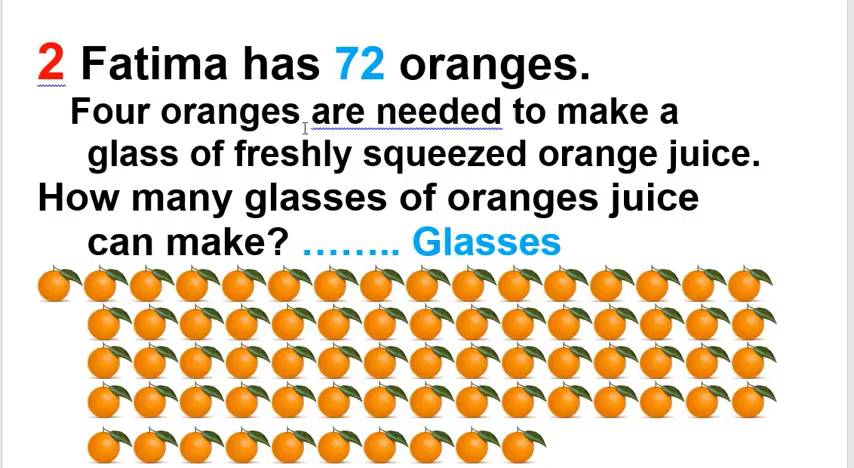 2 Fatima has 72 oranges.
Four oranges are needed to make a
glass of freshly squeezed orange juice.
How many glasses of oranges juice
can make? …….. Glasses